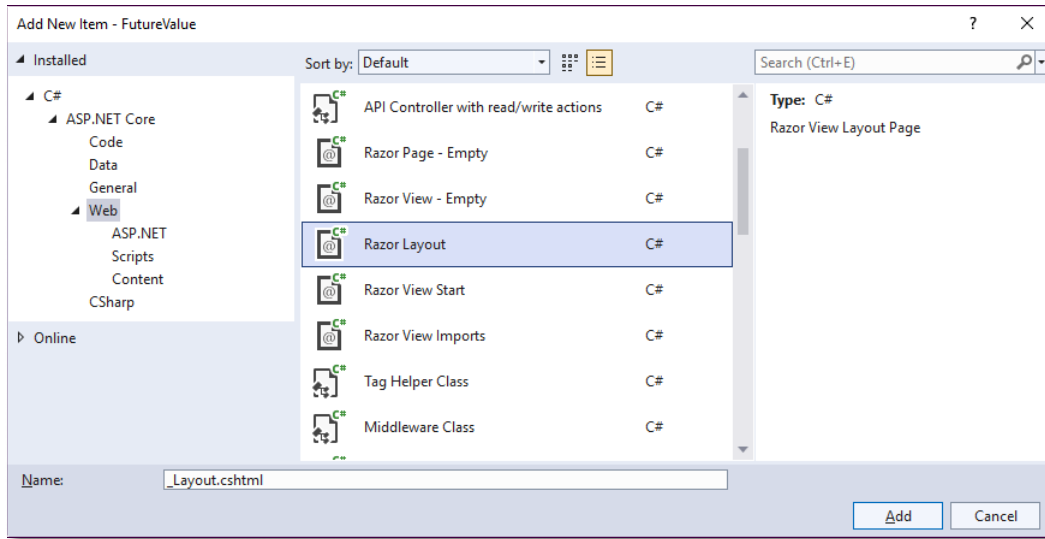 Add New Item - FutureValue
? ×
Installed
Sort by: Default
Search (Ctrl+E)
C#
ASP.NET Core
Code
Data
General
Web
ASP.NET
Scripts
Content
CSharp
Online
C# API Controller with read/write actions C#
C# @ Razor Page - Empty C#
C# @ Razor View - Empty C#
C# @ Razor Layout C#
C# @ Razor View Start C#
C# @ Razor View Imports C#
C# Tag Helper Class C#
C# Middleware Class C#
C#
Type: C#
Razor View Layout Page
Name: _Layout.cshtml
Add Cancel